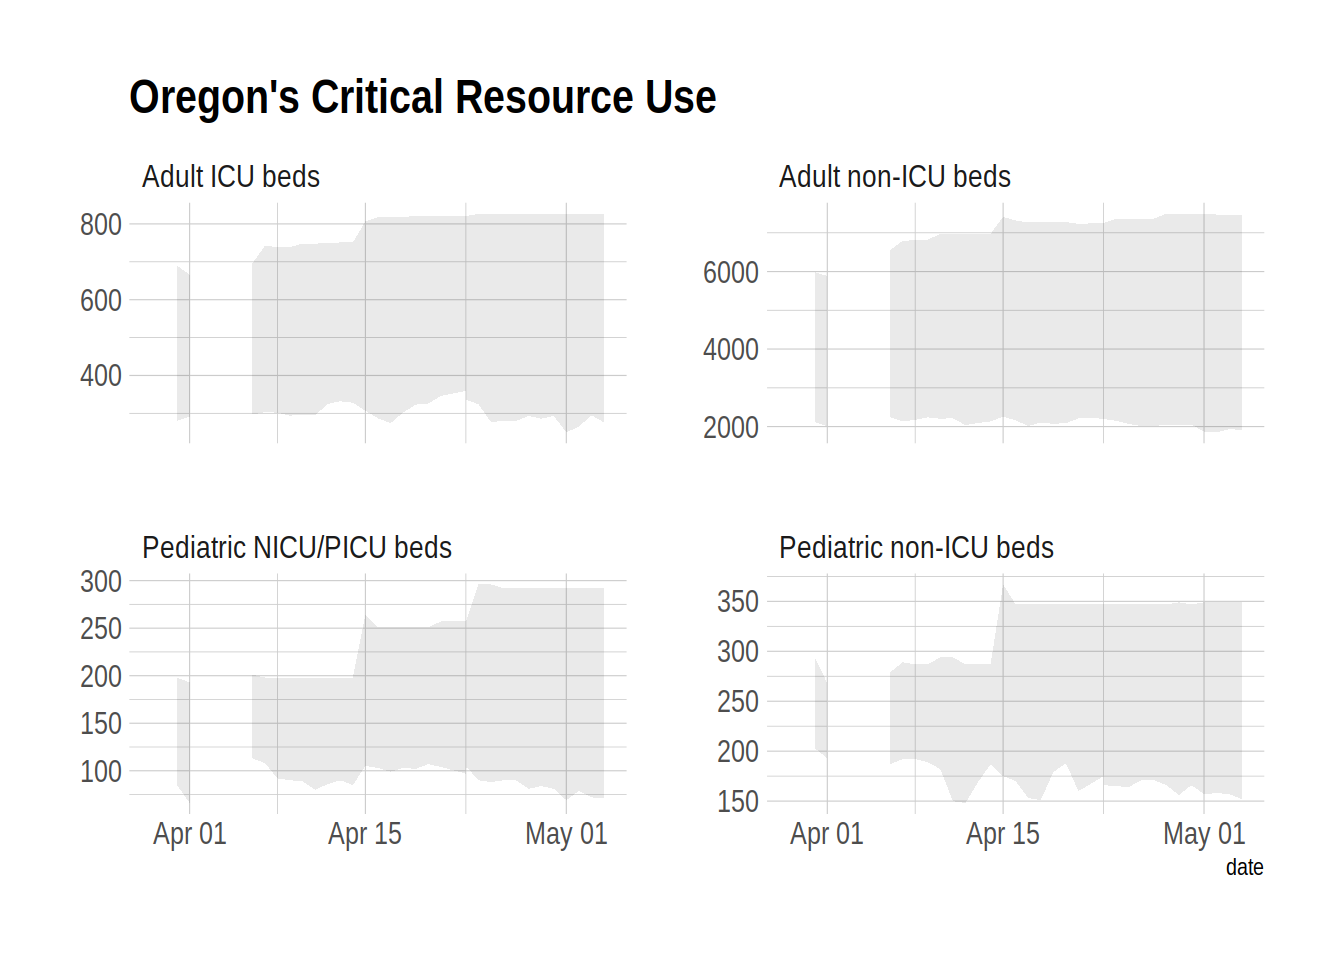 Oregon's Critical Resource Use
Adult ICU beds
800
600
400
Adult non-ICU beds
6000
4000
2000
Pediatric NICU/PICU beds
300
250
200
150
100
Apr 01 Apr 15 May 01
Pediatric non-ICU beds
350
300
250
200
150
Apr 01 Apr 15 May 01
date